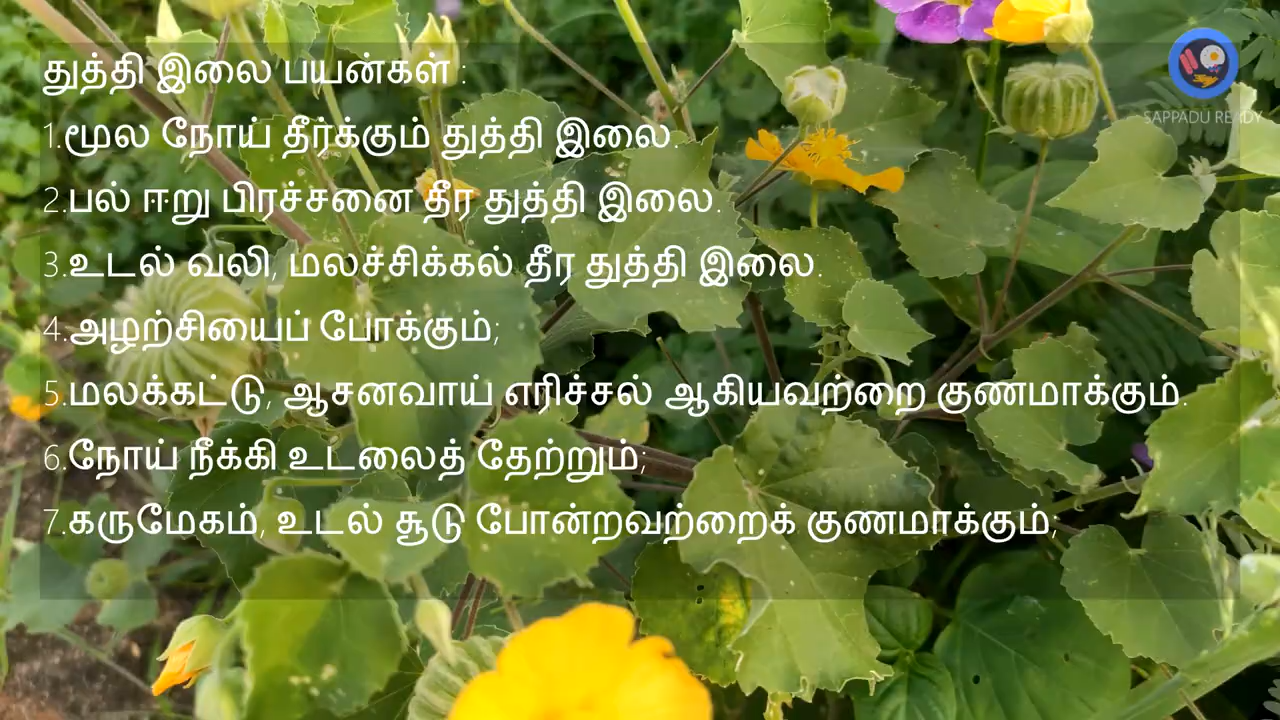 துத்தி இலை பயன்கள் :
1.மூல நோய் தீர்க்கும் துத்தி இலை.
2.பல் ஈறு பிரச்சனை தீர துத்தி இலை.
3.உடல் வலி, மலச்சிக்கல் தீர துத்தி இலை.
4.அழற்சியைப் போக்கும்;
5.மலக்கட்டு, ஆசனவாய் எரிச்சல் ஆகியவற்றை குணமாக்கும்.
6.நோய் நீக்கி உடலைத் தேற்றும்;
7.கருமேகம், உடல் சூடு போன்றவற்றைக் குணமாக்கும்;
SAPPADU READY